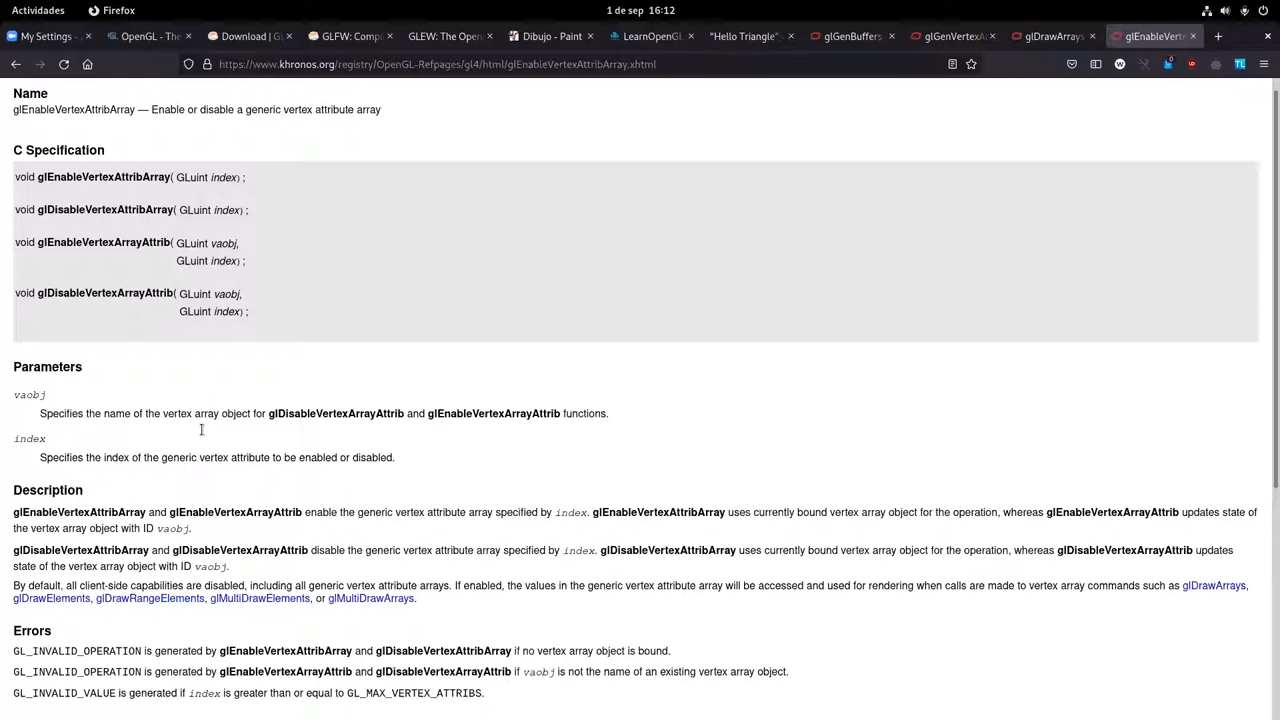 Actividades Firefox 1 de sep 16:12
My Settings - OpenGL - The Download | GL GLFW: Compi GLEW: The Open Dibujo - Paint LearnOpenGL "Hello Triangle" - glGenBuffers glGenVertexA glDrawArrays glEnableVerte
https://www.khronos.org/registry/OpenGL-Refpages/gl4/html/glEnableVertexAttribArray.xhtml
Name
glEnableVertexAttribArray — Enable or disable a generic vertex attribute array
C Specification
void glEnableVertexAttribArray( GLuint index) ;
void glDisableVertexAttribArray( GLuint index) ;
void glEnableVertexArrayAttrib( GLuint vaobj,
GLuint index) ;
void glDisableVertexArrayAttrib( GLuint vaobj,
GLuint index) ;
Parameters
vaobj
Specifies the name of the vertex array object for glDisableVertexArrayAttrib and glEnableVertexArrayAttrib functions.
index
Specifies the index of the generic vertex attribute to be enabled or disabled.
Description
glEnableVertexAttribArray and glEnableVertexArrayAttrib enable the generic vertex attribute array specified by index. glEnableVertexAttribArray uses currently bound vertex array object for the operation, whereas glEnableVertexArrayAttrib updates state of
the vertex array object with ID vaobj.
glDisableVertexAttribArray and glDisableVertexArrayAttrib disable the generic vertex attribute array specified by index. glDisableVertexAttribArray uses currently bound vertex array object for the operation, whereas glDisableVertexArrayAttrib updates
state of the vertex array object with ID vaobj.
By default, all client-side capabilities are disabled, including all generic vertex attribute arrays. If enabled, the values in the generic vertex attribute array will be accessed and used for rendering when calls are made to vertex array commands such as glDrawArrays,
glDrawElements, glDrawRangeElements, glMultiDrawElements, or glMultiDrawArrays.
Errors
GL_INVALID_OPERATION is generated by glEnableVertexAttribArray and glDisableVertexAttribArray if no vertex array object is bound.
GL_INVALID_OPERATION is generated by glEnableVertexArrayAttrib and glDisableVertexArrayAttrib if vaobj is not the name of an existing vertex array object.
GL_INVALID_VALUE is generated if index is greater than or equal to GL_MAX_VERTEX_ATTRIBS.